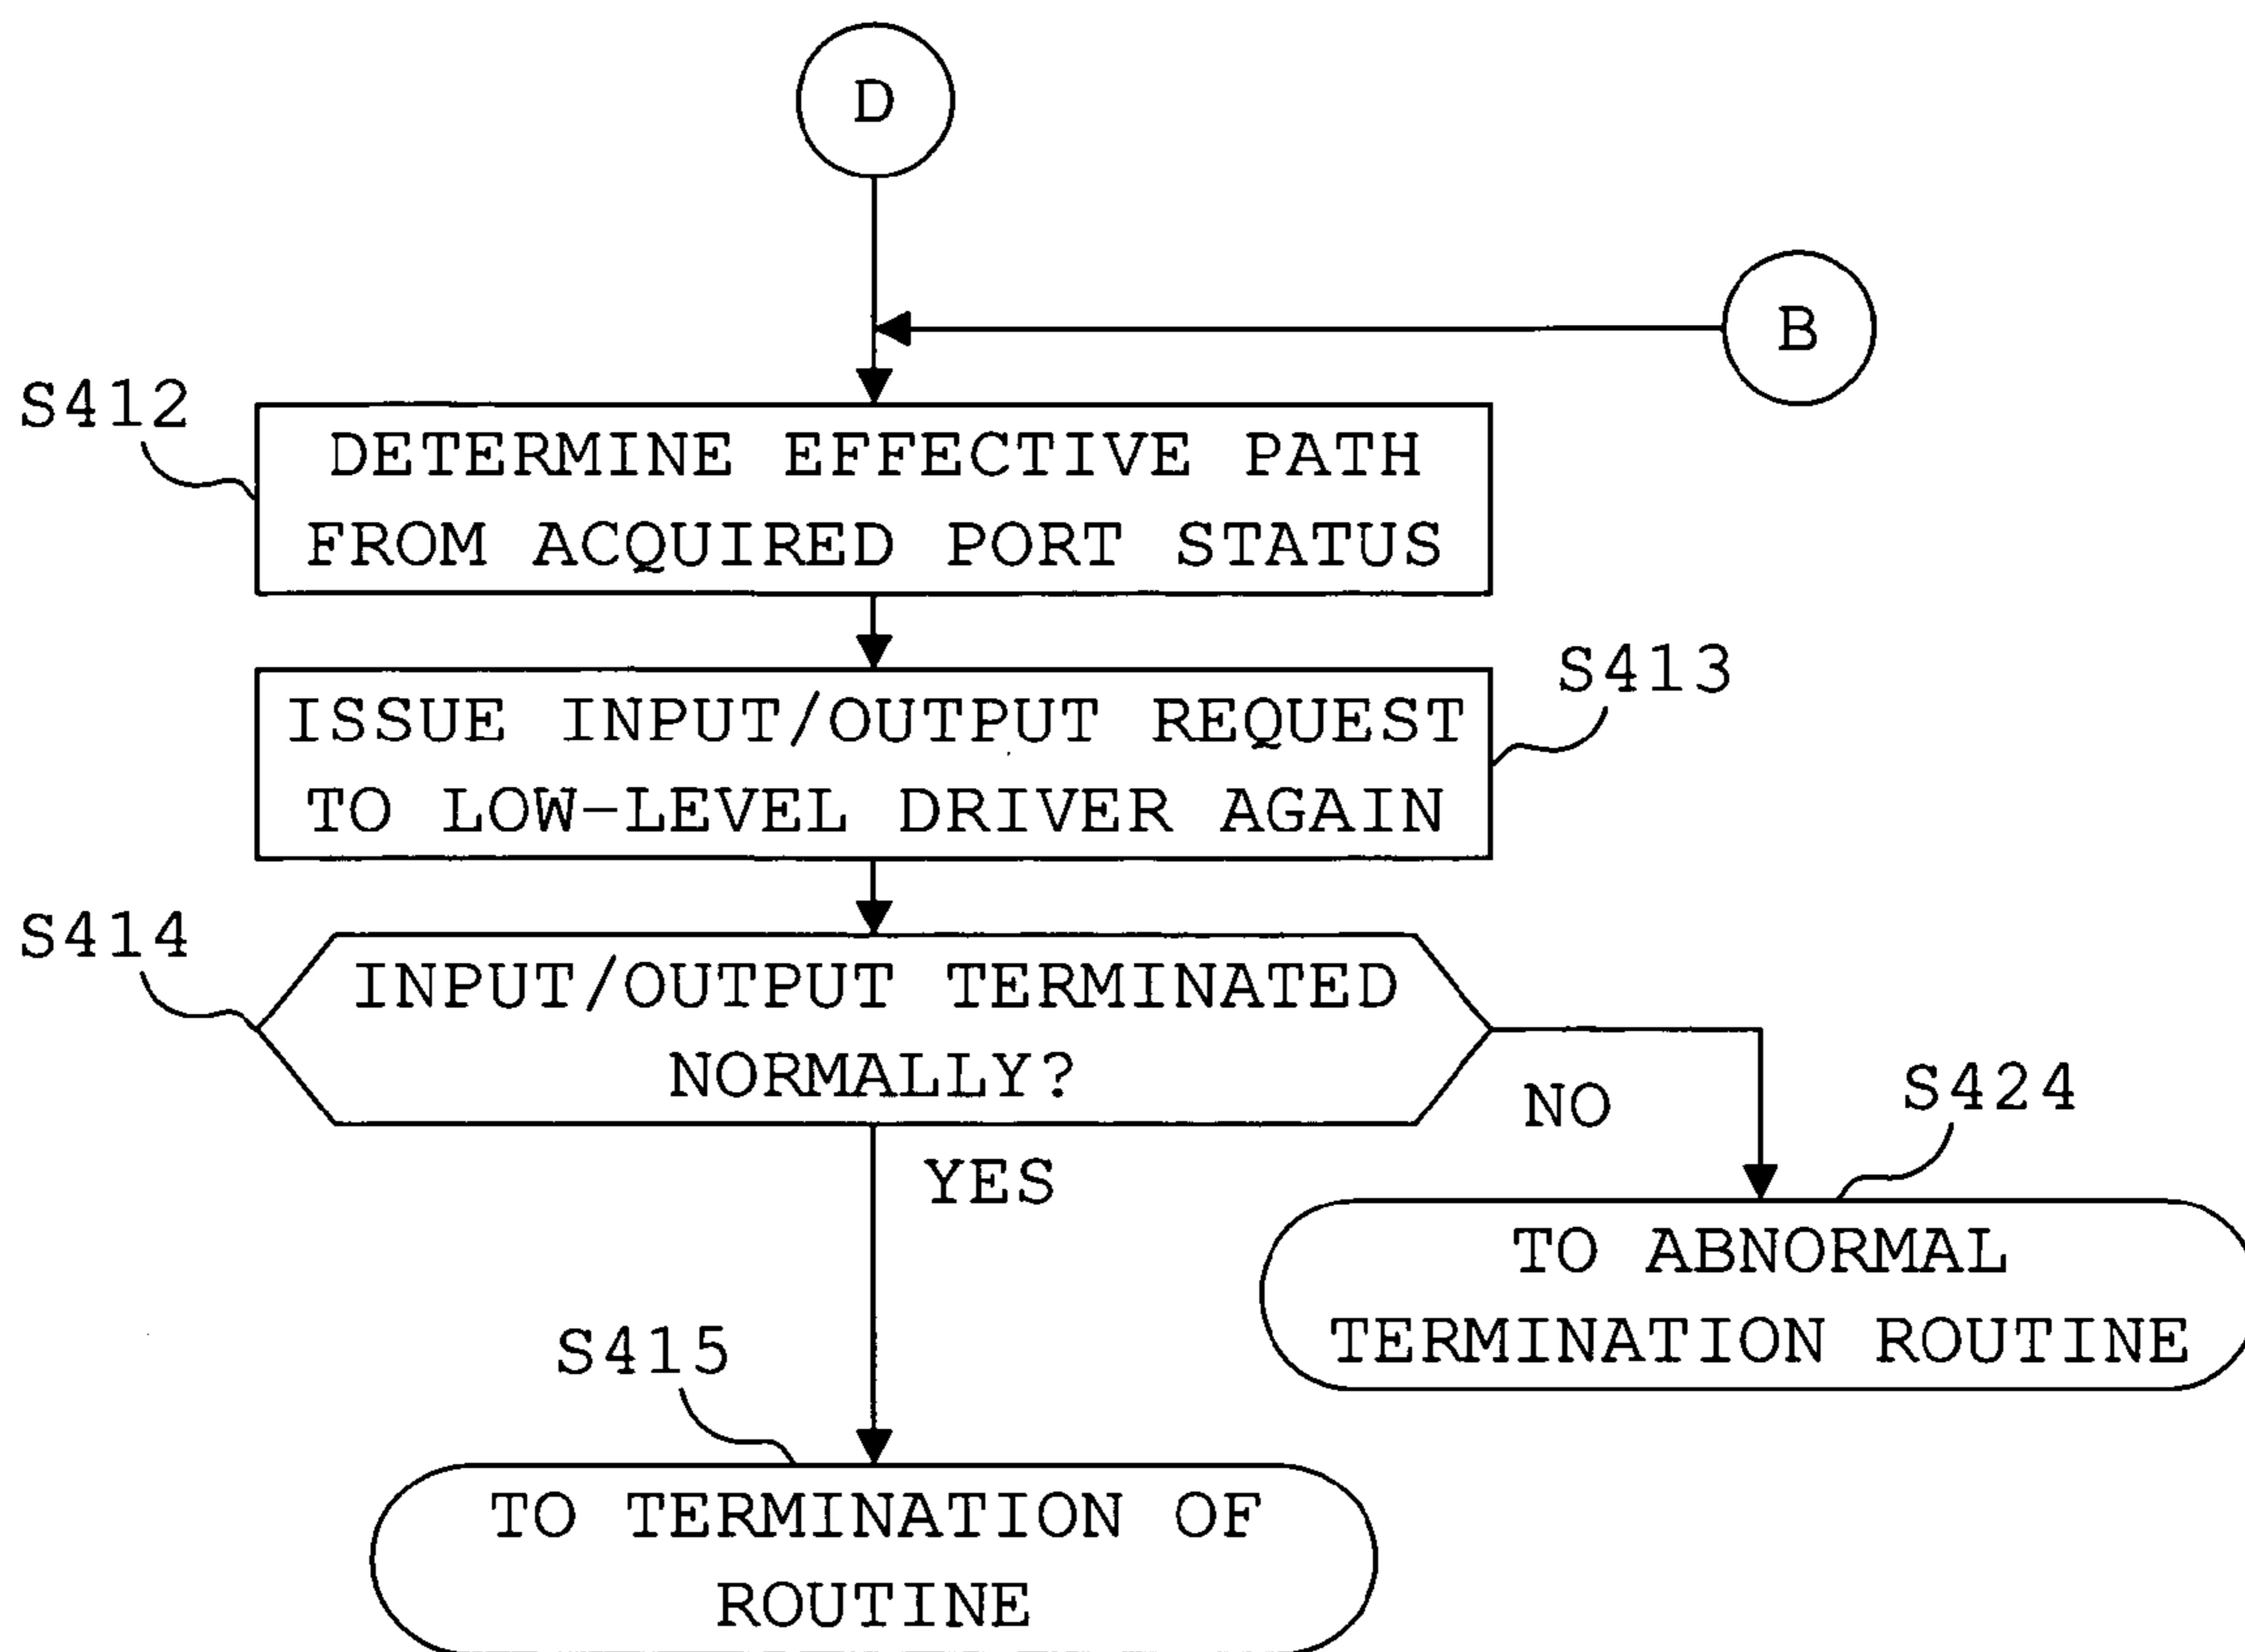 D
B
S412
DETERMINE EFFECTIVE PATH
FROM ACQUIRED PORT STATUS
S413
ISSUE INPUT/OUTPUT REQUEST
TO LOW-LEVEL DRIVER AGAIN
S414
INPUT/OUTPUT TERMINATED
NORMALLY?
NO
S424
YES
TO ABNORMAL
TERMINATION ROUTINE
S415
TO TERMINATION OF
ROUTINE